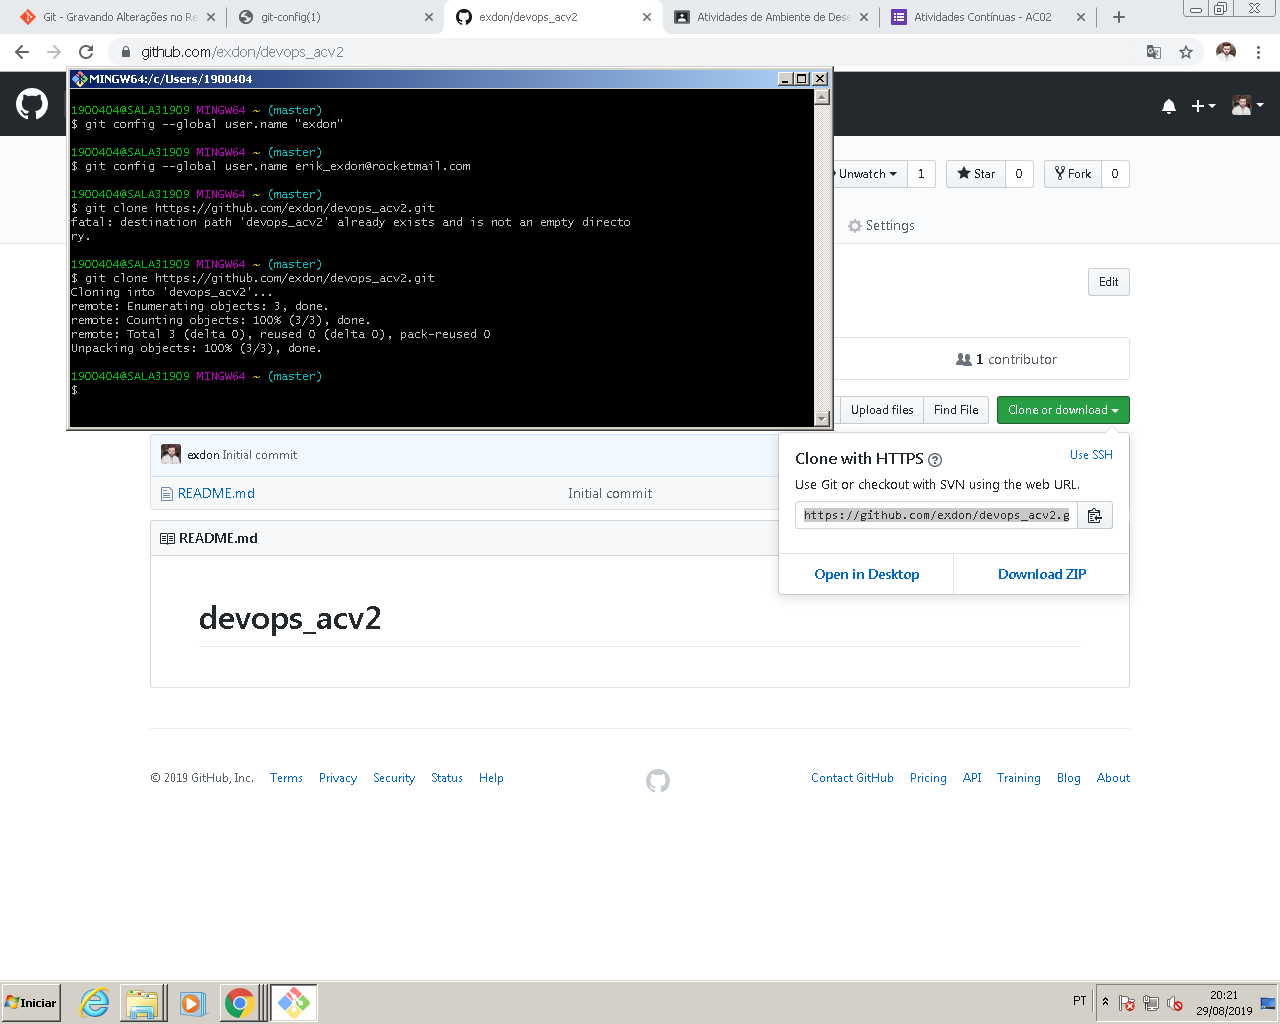 Git - Gravando Alterações no Re
git-config(1)
exdon/devops_acv2
Atividades de Ambiente de Dese
Atividades Contínuas - AC02
github.com/exdon/devops_acv2
MINGW64:/c/Users/1900404
1900404@SALA31909 MINGW64 ~ (master)
$ git config --global user.name "exdon"
1900404@SALA31909 MINGW64 ~ (master)
$ git config --global user.name erik_exdon@rocketmail.com
1900404@SALA31909 MINGW64 ~ (master)
$ git clone https://github.com/exdon/devops_acv2.git
fatal: destination path 'devops_acv2' already exists and is not an empty directo
ry.
1900404@SALA31909 MINGW64 ~ (master)
$ git clone https://github.com/exdon/devops_acv2.git
Cloning into 'devops_acv2'...
remote: Enumerating objects: 3, done.
remote: Counting objects: 100% (3/3), done.
remote: Total 3 (delta 0), reused 0 (delta 0), pack-reused 0
Unpacking objects: 100% (3/3), done.
1900404@SALA31909 MINGW64 ~ (master)
$
Unwatch 1 Star 0 Fork 0
Settings
Edit
1 contributor
Upload files Find File Clone or download
exdon Initial commit
README.md Initial commit
Clone with HTTPS Use SSH
Use Git or checkout with SVN using the web URL.
https://github.com/exdon/devops_acv2.g
Open in Desktop Download ZIP
README.md
devops_acv2
© 2019 GitHub, Inc. Terms Privacy Security Status Help Contact GitHub Pricing API Training Blog About
Iniciar
PT
20:21
29/08/2019